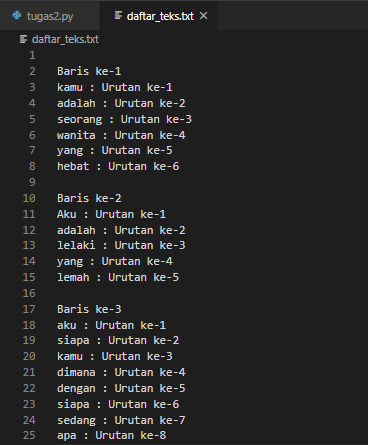 tugas2.py daftar_teks.txt ×
daftar_teks.txt
1
2 Baris ke-1
3 kamu : Urutan ke-1
4 adalah : Urutan ke-2
5 seorang : Urutan ke-3
6 wanita : Urutan ke-4
7 yang : Urutan ke-5
8 hebat : Urutan ke-6
9
10 Baris ke-2
11 Aku : Urutan ke-1
12 adalah : Urutan ke-2
13 lelaki : Urutan ke-3
14 yang : Urutan ke-4
15 lemah : Urutan ke-5
16
17 Baris ke-3
18 aku : Urutan ke-1
19 siapa : Urutan ke-2
20 kamu : Urutan ke-3
21 dimana : Urutan ke-4
22 dengan : Urutan ke-5
23 siapa : Urutan ke-6
24 sedang : Urutan ke-7
25 apa : Urutan ke-8